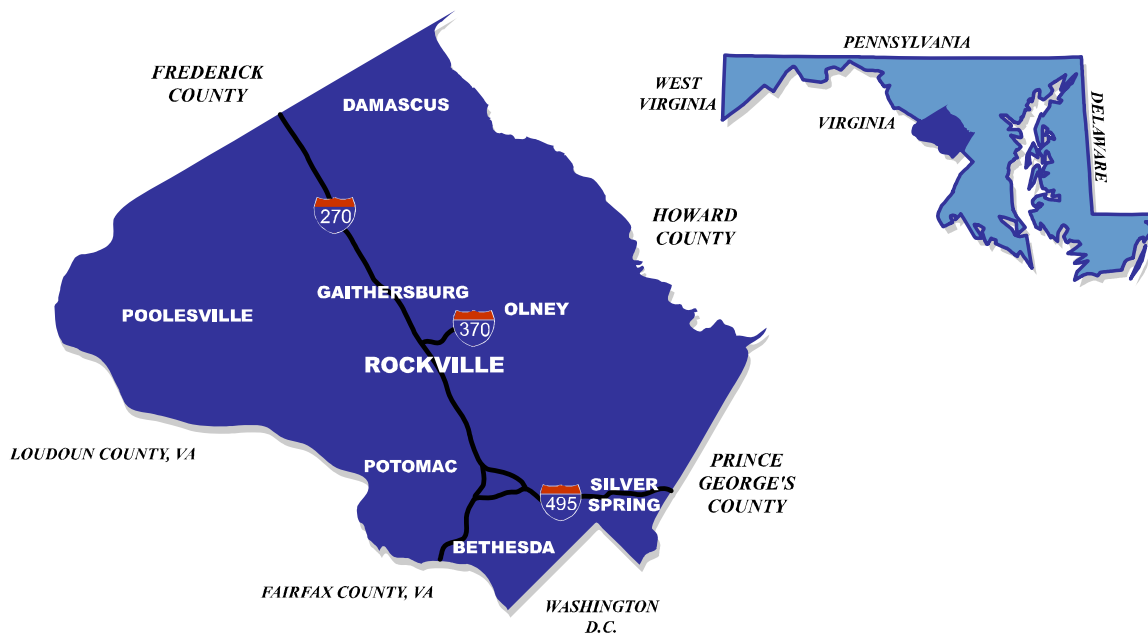 PENNSYLVANIA
FREDERICK
COUNTY
WEST
VIRGINIA
DAMASCUS
DELAWARE
VIRGINIA
270
HOWARD
COUNTY
GAITHERSBURG
OLNEY
POOLESVILLE
370
ROCKVILLE
LOUDOUN COUNTY, VA
POTOMAC
PRINCE
GEORGE'S
COUNTY
SILVER
SPRING
495
BETHESDA
FAIRFAX COUNTY, VA
WASHINGTON
D.C.